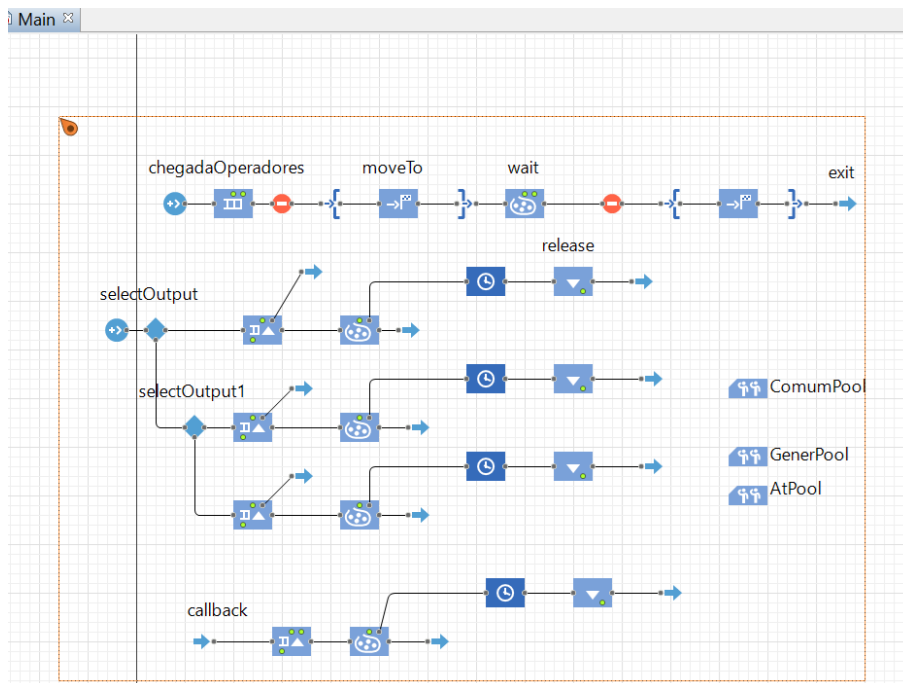 Main
chegadaOperadores
moveTo
wait
exit
release
selectOutput
selectOutput1
ComumPool
GenerPool
AtPool
callback